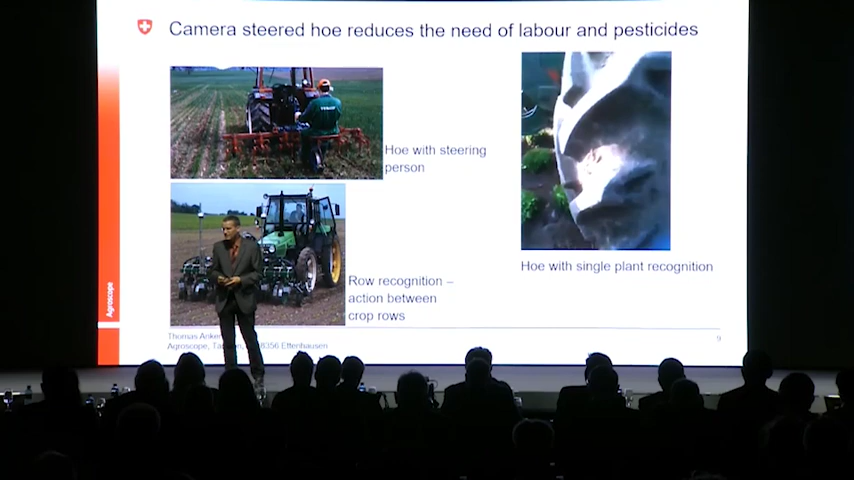 Camera steered hoe reduces the need of labour and pesticides
Hoe with steering
person
Hoe with single plant recognition
Row recognition –
action between
crop rows
Agroscope
Thomas Anken
Agroscope, 8356 Ettenhausen
9